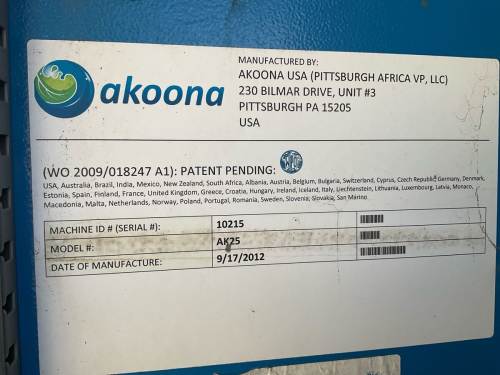 akoona
MANUFACTURED BY:
AKOONA USA (PITTSBURGH AFRICA VP, LLC)
230 BILMAR DRIVE, UNIT #3
PITTSBURGH PA 15205
USA
(WO 2009/018247 A1): PATENT PENDING:
USA, Australia, Brazil, India, Mexico, New Zealand, South Africa, Albania, Austria, Belgium, Bulgaria, Switzerland, Cyprus, Czech Republic, Germany, Denmark,
Estonia, Spain, Finland, France, United Kingdom, Greece, Croatia, Hungary, Ireland, Iceland, Italy, Liechtenstein, Lithuania, Luxembourg, Latvia, Monaco,
Macedonia, Malta, Netherlands, Norway, Poland, Portugal, Romania, Sweden, Slovenia, Slovakia, San Marino.
MACHINE ID # (SERIAL #): 10215
MODEL #: AK25
DATE OF MANUFACTURE: 9/17/2012